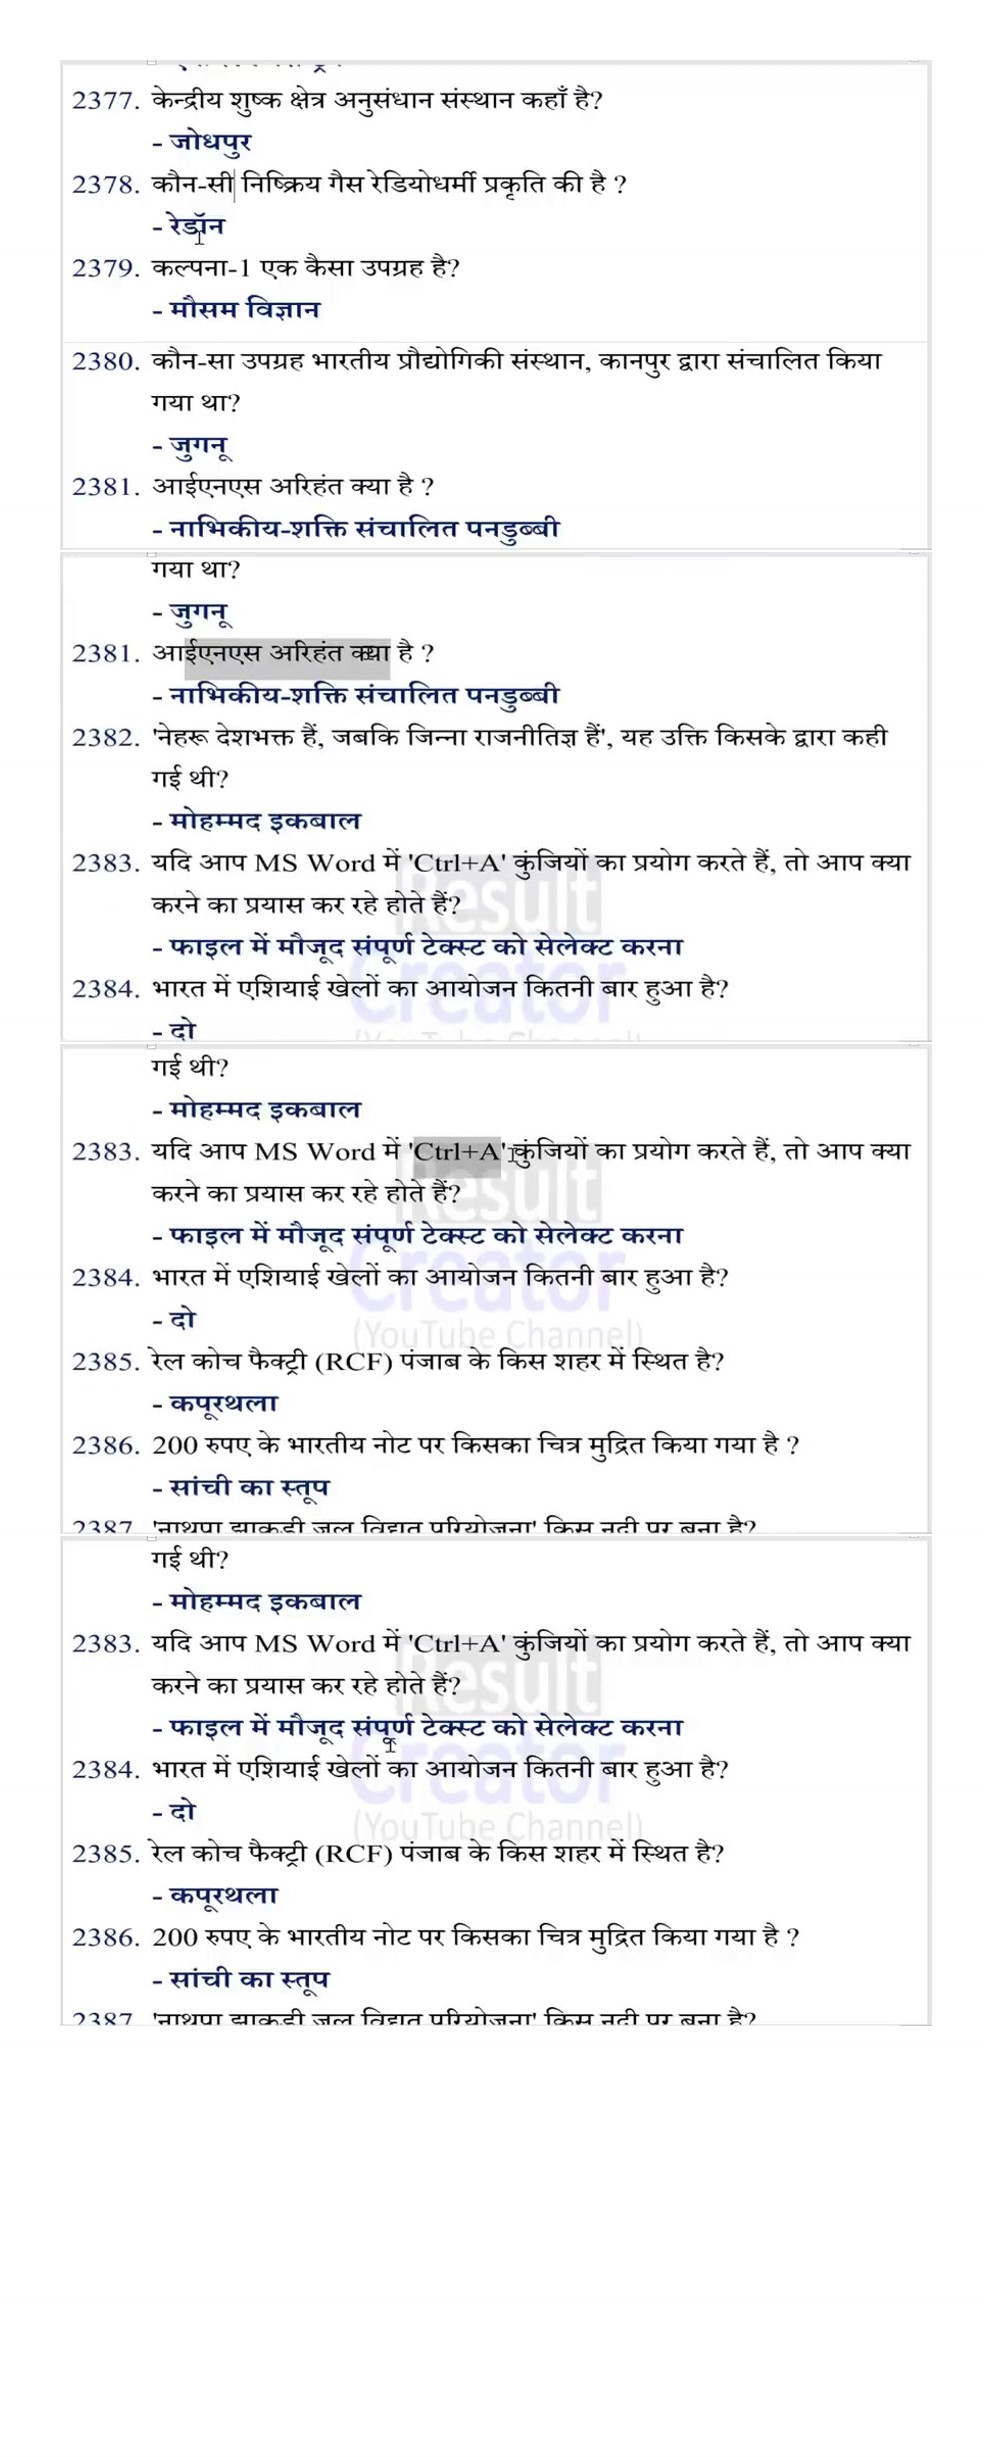 2377. केन्द्रीय शुष्क क्षेत्र अनुसंधान संस्थान कहाँ है?
- जोधपुर
2378. कौन-सी निष्क्रिय गैस रेडियोधर्मी प्रकृति की है ?
- रेडॉन
2379. कल्पना-1 एक कैसा उपग्रह है?
- मौसम विज्ञान
2380. कौन-सा उपग्रह भारतीय प्रौद्योगिकी संस्थान, कानपुर द्वारा संचालित किया
गया था?
- जुगनू
2381. आईएनएस अरिहंत क्या है ?
- नाभिकीय-शक्ति संचालित पनडुब्बी
गया था?
- जुगनू
2381. आईएनएस अरिहंत क्या है ?
- नाभिकीय-शक्ति संचालित पनडुब्बी
2382. 'नेहरू देशभक्त हैं, जबकि जिन्ना राजनीतिज्ञ हैं', यह उक्ति किसके द्वारा कही
गई थी?
- मोहम्मद इकबाल
2383. यदि आप MS Word में 'Ctrl+A' कुंजियों का प्रयोग करते हैं, तो आप क्या
करने का प्रयास कर रहे होते हैं?
- फाइल में मौजूद संपूर्ण टेक्स्ट को सेलेक्ट करना
2384. भारत में एशियाई खेलों का आयोजन कितनी बार हुआ है?
- दो
Result
Creator
गई थी?
- मोहम्मद इकबाल
2383. यदि आप MS Word में 'Ctrl+A' कुंजियों का प्रयोग करते हैं, तो आप क्या
करने का प्रयास कर रहे होते हैं?
- फाइल में मौजूद संपूर्ण टेक्स्ट को सेलेक्ट करना
2384. भारत में एशियाई खेलों का आयोजन कितनी बार हुआ है?
- दो
2385. रेल कोच फैक्ट्री (RCF) पंजाब के किस शहर में स्थित है?
- कपूरथला
2386. 200 रुपए के भारतीय नोट पर किसका चित्र मुद्रित किया गया है ?
- सांची का स्तूप
2387. 'नाथपा झाकड़ी जल विद्युत परियोजना' किस नदी पर बना है?
Result
Creator
(YouTube Channel)
गई थी?
- मोहम्मद इकबाल
2383. यदि आप MS Word में 'Ctrl+A' कुंजियों का प्रयोग करते हैं, तो आप क्या
करने का प्रयास कर रहे होते हैं?
- फाइल में मौजूद संपूर्ण टेक्स्ट को सेलेक्ट करना
2384. भारत में एशियाई खेलों का आयोजन कितनी बार हुआ है?
- दो
2385. रेल कोच फैक्ट्री (RCF) पंजाब के किस शहर में स्थित है?
- कपूरथला
2386. 200 रुपए के भारतीय नोट पर किसका चित्र मुद्रित किया गया है ?
- सांची का स्तूप
2387. 'नाथपा झाकड़ी जल विद्युत परियोजना' किस नदी पर बना है?
Result
Creator
(YouTube Channel)